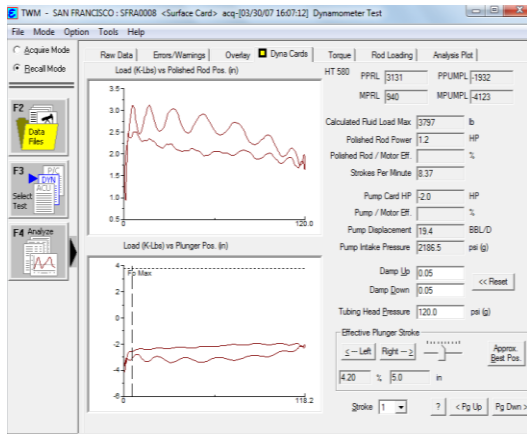 TWM - SAN FRANCISCO : SFRA0008 <Surface Card> acq-[03/30/07 16:07:12] Dynamometer Test
File Mode Option Tools Help
Acquire Mode
Recall Mode
F2
Data
Files
F3
P/C
DYN
ACU
Select
Test
F4 Analyze
Raw Data
Errors/Warnings
Overlay
Dyna Cards
Torque
Rod Loading
Analysis Plot
Load (K-Lbs) vs Polished Rod Pos. (in)
3.5
3.0
2.5
2.0
1.5
1.0
0.5
0
120.0
Load (K-Lbs) vs Plunger Pos. (in)
4
Fo Max
2
0
-2
-4
-6
0
118.2
HT 580
PPRL 3131 PPUMPL -1932
MPRL 940 MPUMPL -4123
Calculated Fluid Load Max 3797 lb
Polished Rod Power 1.2 HP
Polished Rod / Motor Eff. %
Strokes Per Minute 8.37
Pump Card HP -2.0 HP
Pump / Motor Eff. %
Pump Displacement 19.4 BBL/D
Pump Intake Pressure 2186.5 psi (g)
Damp Up 0.05
Damp Down 0.05
<< Reset
Tubing Head Pressure 120.0 psi (g)
Effective Plunger Stroke
<-- Left Right -->
Approx.
Best Pos.
4.20 % 5.0 in
Stroke 1 ? < Pg Up Pg Dwn >